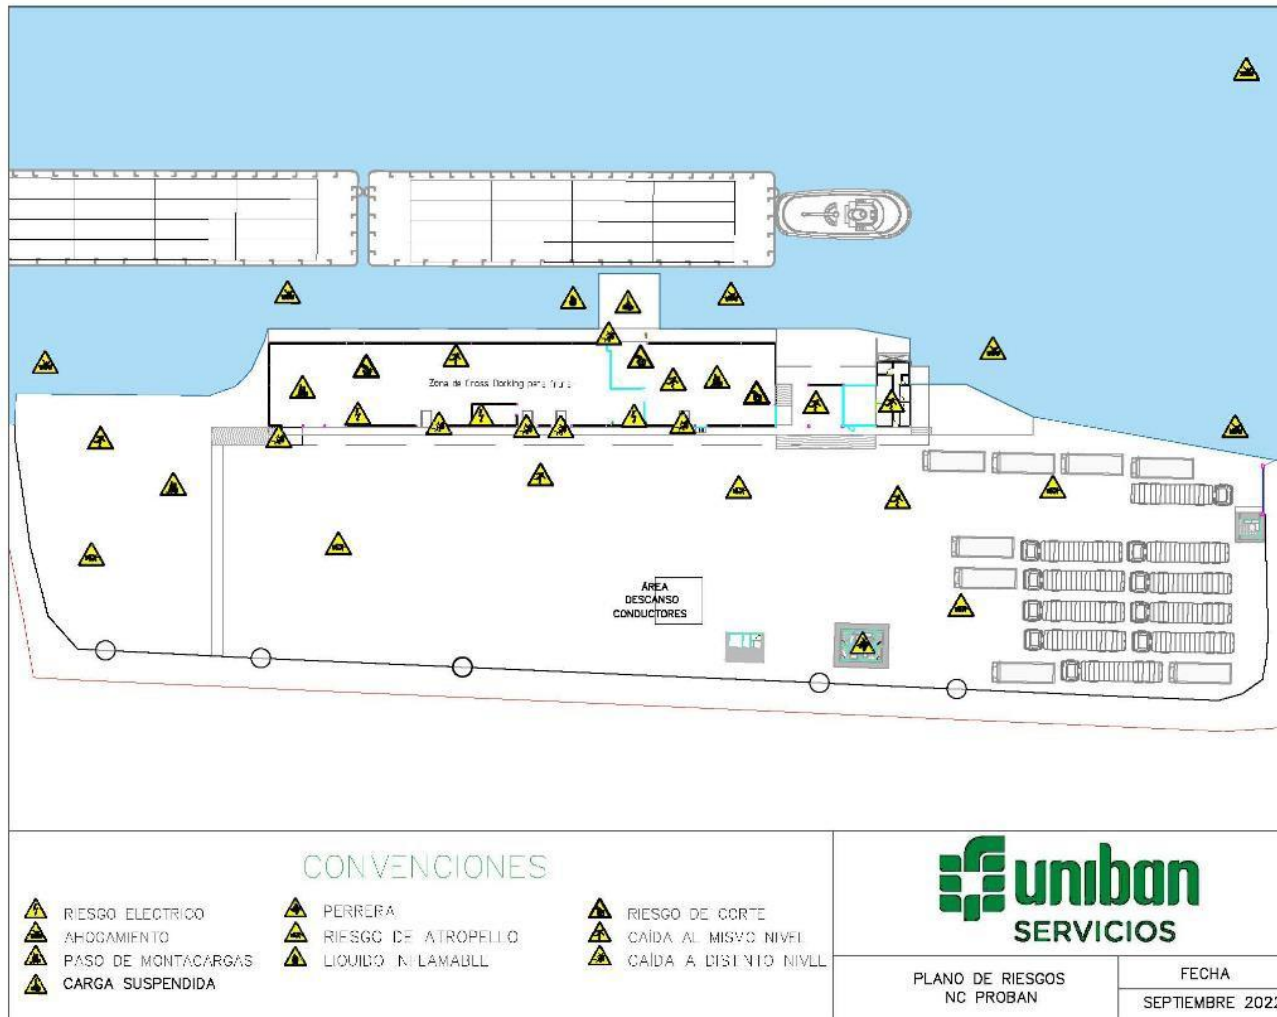 Zona de Cross Docking para fruta
ÁREA
DESCANSO
CONDUCTORES
CONVENCIONES
RIESGO ELECTRICO
AHOGAMIENTO
PASO DE MONTACARGAS
CARGA SUSPENDIDA
PERRERA
RIESGO DE ATROPELLO
LIQUIDO INFLAMABLE
RIESGO DE CORTE
CAÍDA AL MISMO NIVEL
CAÍDA A DISTINTO NIVEL
uniban
SERVICIOS
PLANO DE RIESGOS
NC PROBAN
FECHA
SEPTIEMBRE 2022